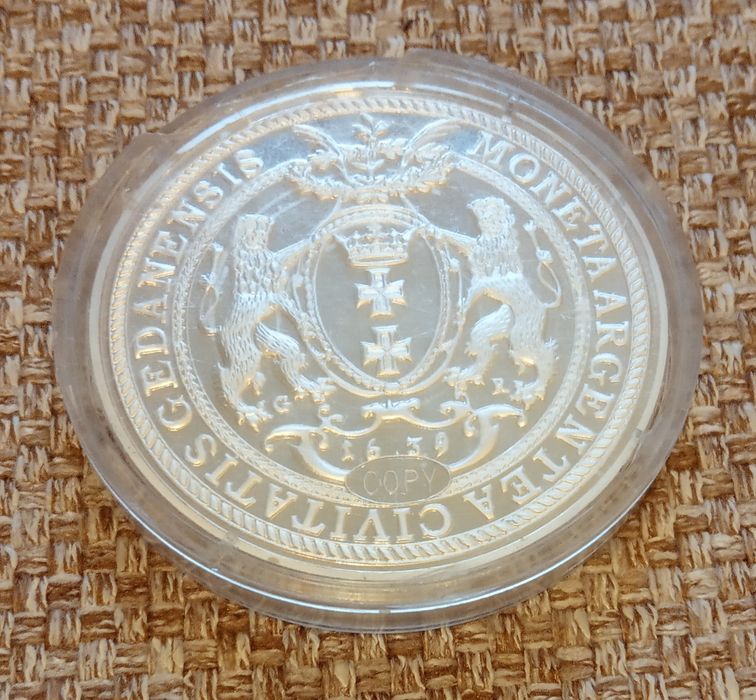 MONETA ARGENTEA CIVITATIS GEDANENSIS
G R
1639
COPY